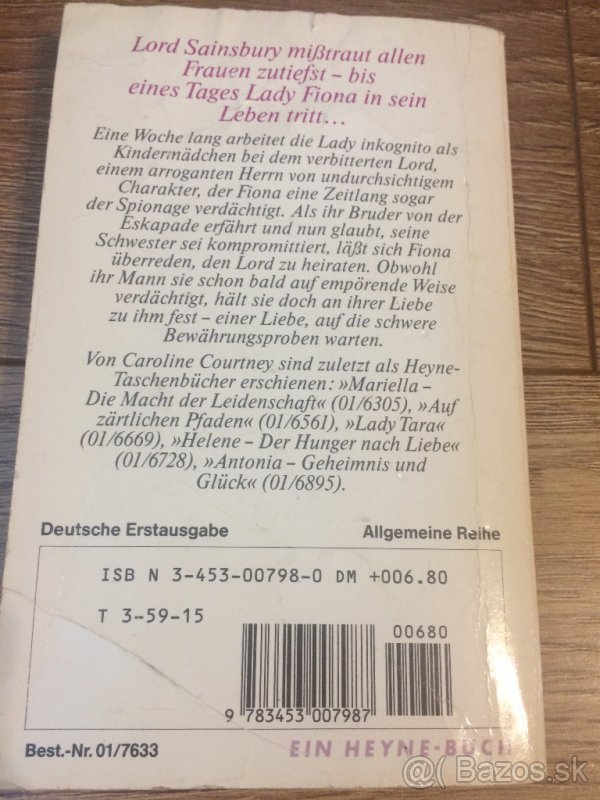 Lord Sainsbury mißtraut allen
Frauen zutiefst – bis
eines Tages Lady Fiona in sein
Leben tritt...
Eine Woche lang arbeitet die Lady inkognito als
Kindermädchen bei dem verbitterten Lord,
einem arroganten Herrn von undurchsichtigem
Charakter, der Fiona eine Zeitlang sogar
der Spionage verdächtigt. Als ihr Bruder von der
Eskapade erfährt und nun glaubt, seine
Schwester sei kompromittiert, läßt sich Fiona
überreden, den Lord zu heiraten. Obwohl
ihr Mann sie schon bald auf empörende Weise
verdächtigt, hält sie doch an ihrer Liebe
zu ihm fest – einer Liebe, auf die schwere
Bewährungsproben warten.
Von Caroline Courtney sind zuletzt als Heyne-
Taschenbücher erschienen: »Mariella –
Die Macht der Leidenschaft« (01/6305), »Auf
zärtlichen Pfaden« (01/6561), »Lady Tara«
(01/6669), »Helene – Der Hunger nach Liebe«
(01/6728), »Antonia – Geheimnis und
Glück« (01/6895).
Deutsche Erstausgabe Allgemeine Reihe
ISB N 3-453-00798-0 DM +006.80
T 3-59-15
00680
9 783453 007987
Best.-Nr. 01/7633 EIN HEYNE-BUCH
@( Bazos.sk